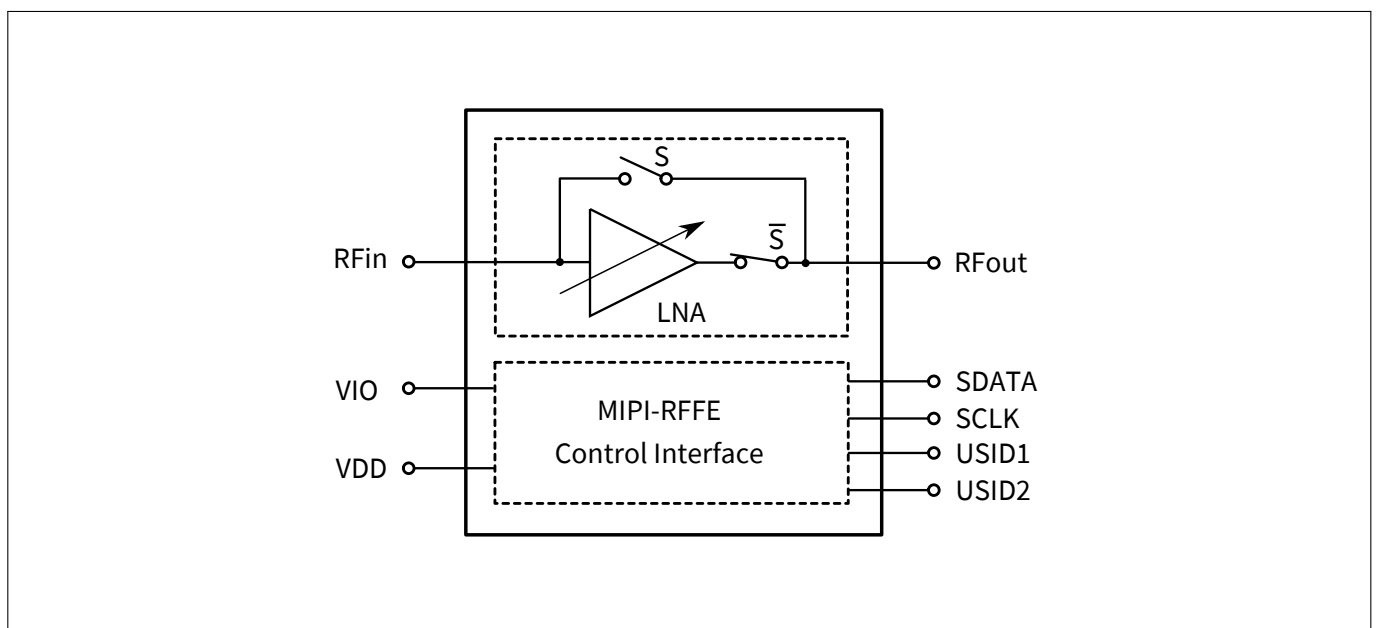 S
S̅
RFin
RFout
LNA
VIO
VDD
MIPI-RFFE
Control Interface
SDATA
SCLK
USID1
USID2